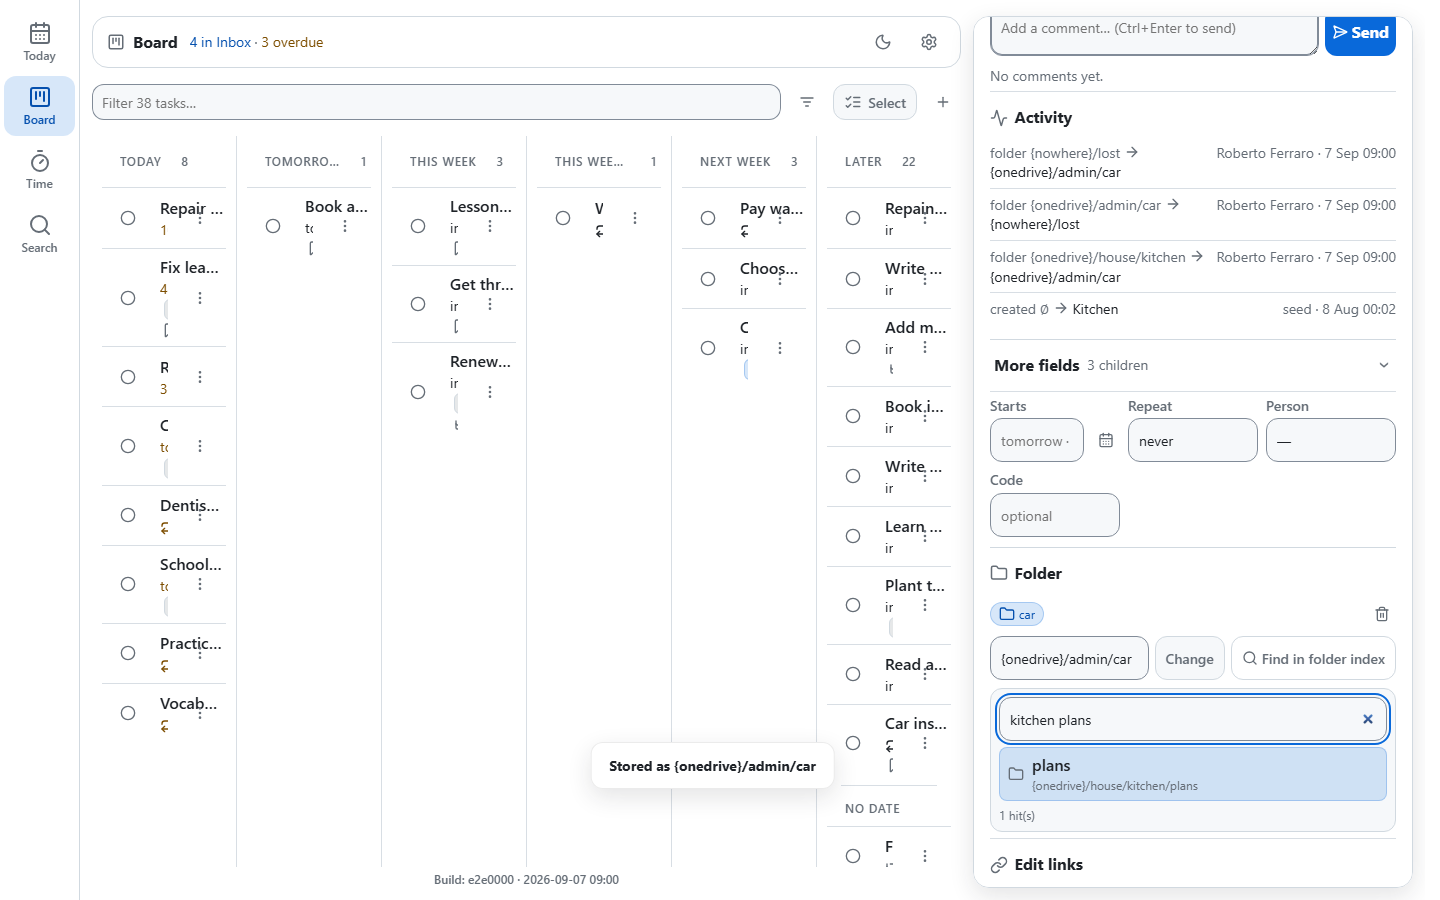 Today
Board
Time
Search
Board
4 in Inbox · 3 overdue
Filter 38 tasks...
Select
TODAY 8
Repair ...
1
Fix lea...
4
R
3
C
Dentis...
School...
Practic...
Vocab...
TOMORRO... 1
Book a...
THIS WEEK 3
Lesson...
Get thr...
Renew...
THIS WEE... 1
NEXT WEEK 3
Pay wa...
Choos...
C
LATER 22
Repain...
Write ...
Add m...
Book i...
Write ...
Learn ...
Plant t...
Read a...
Car ins...
NO DATE
F
Stored as {onedrive}/admin/car
Build: e2e0000 · 2026-09-07 09:00
Add a comment... (Ctrl+Enter to send)
Send
No comments yet.
Activity
folder {nowhere}/lost → Roberto Ferraro · 7 Sep 09:00
{onedrive}/admin/car
folder {onedrive}/admin/car → Roberto Ferraro · 7 Sep 09:00
{nowhere}/lost
folder {onedrive}/house/kitchen → Roberto Ferraro · 7 Sep 09:00
{onedrive}/admin/car
created ∅ → Kitchen seed · 8 Aug 00:02
More fields 3 children
Starts Repeat Person
tomorrow · never —
Code
optional
Folder
car
{onedrive}/admin/car Change Find in folder index
kitchen plans
plans
{onedrive}/house/kitchen/plans
1 hit(s)
Edit links